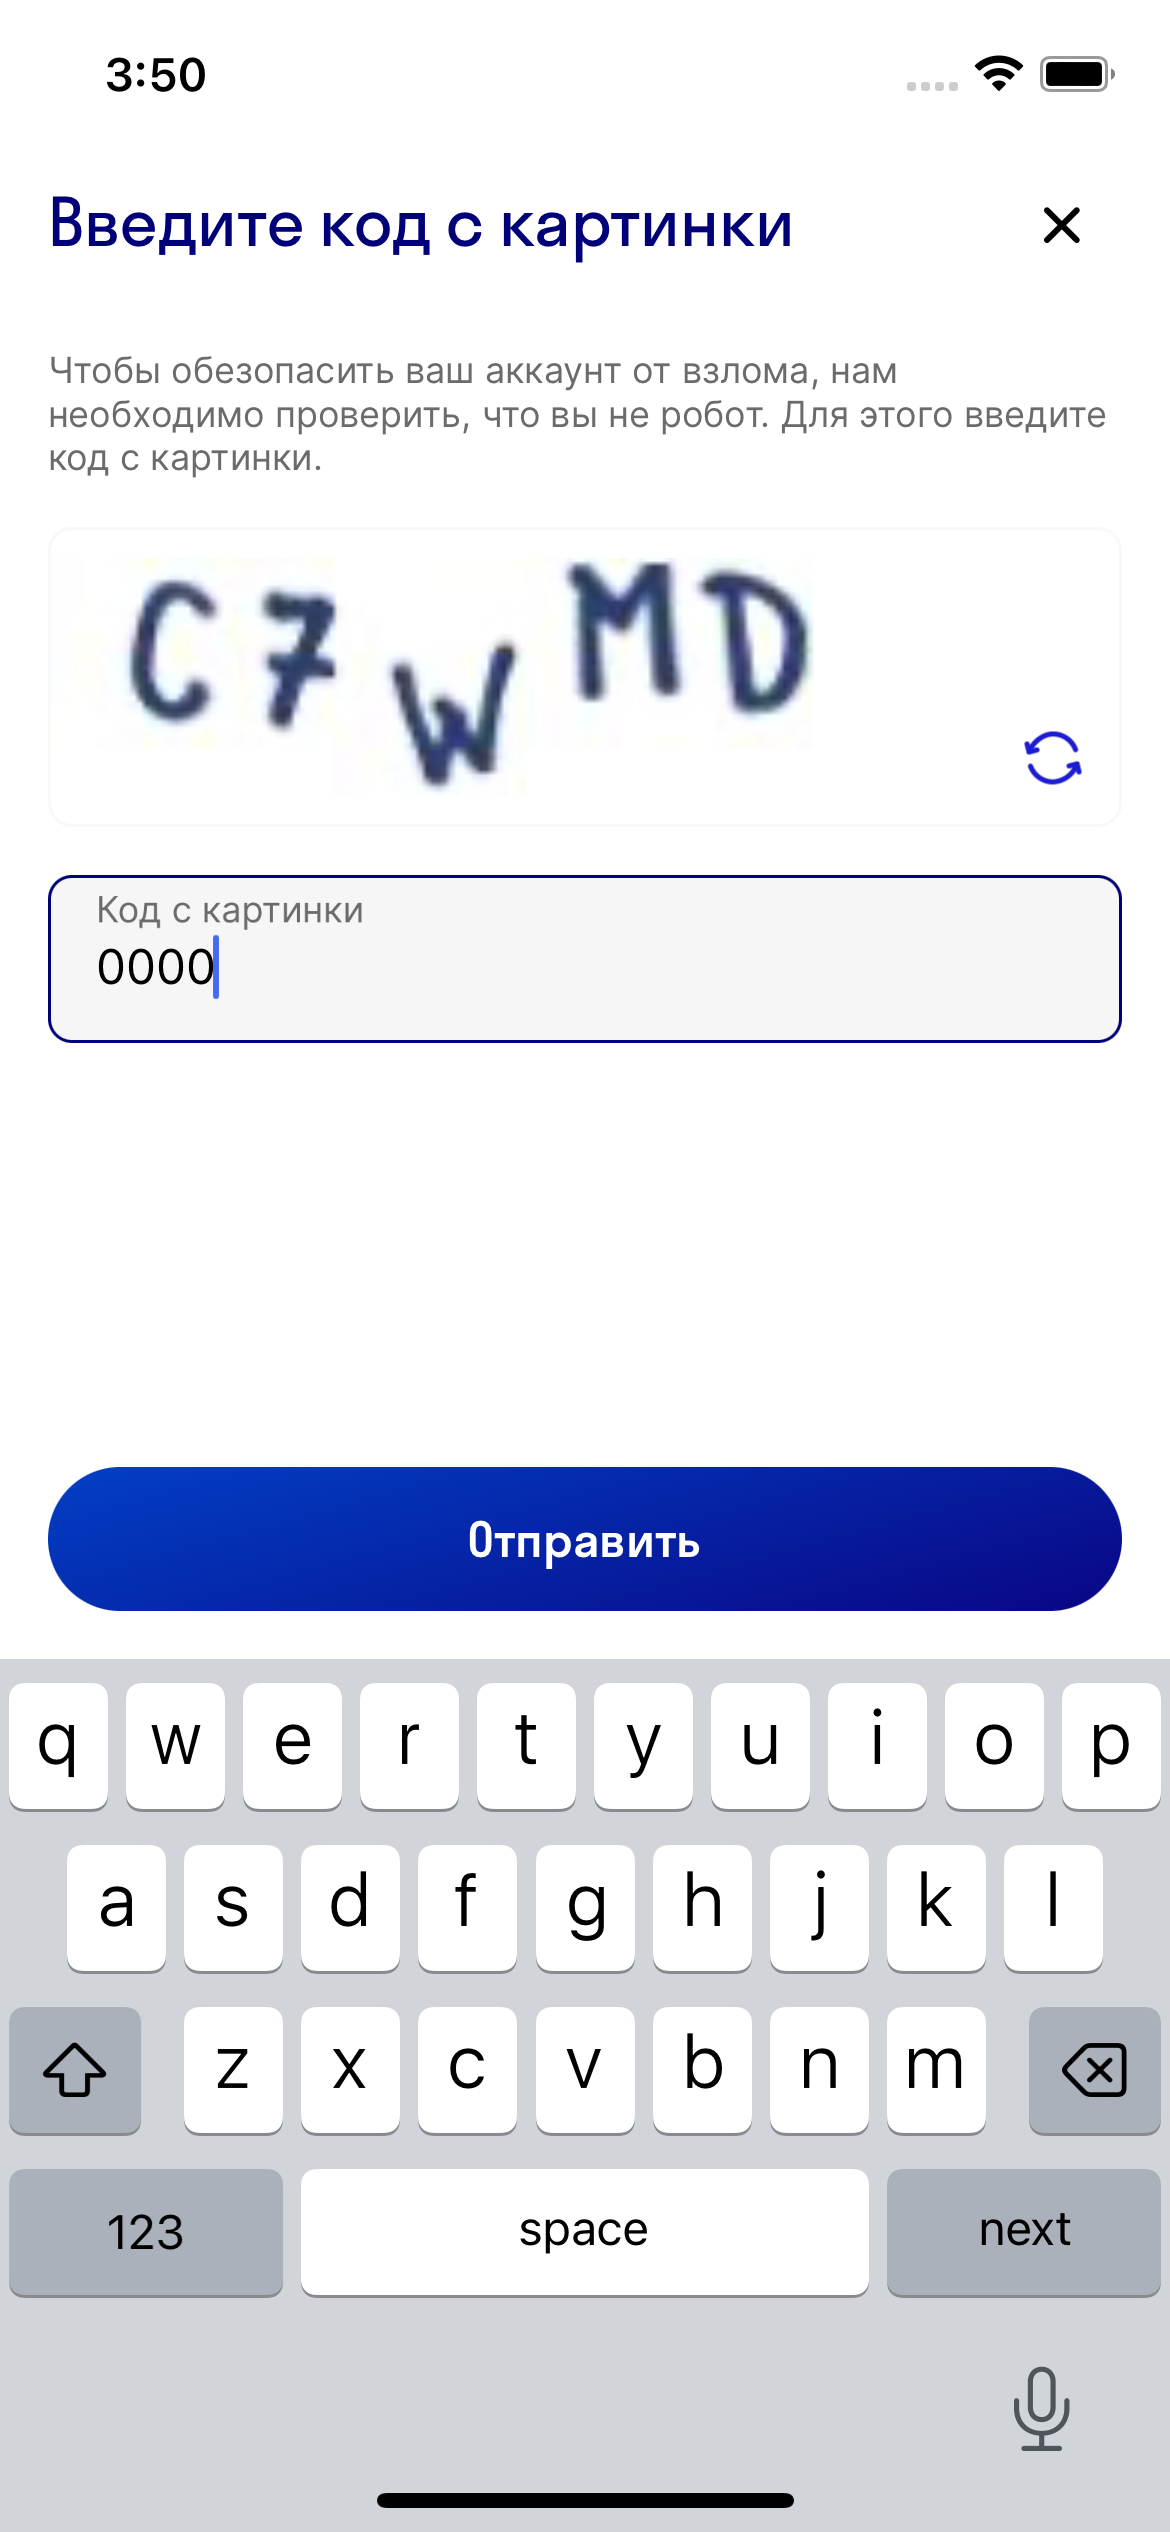 3:50
Введите код с картинки
Чтобы обезопасить ваш аккаунт от взлома, нам
необходимо проверить, что вы не робот. Для этого введите
код с картинки.
C7WMD
Код с картинки
0000
Отправить
q w e r t y u i o p
a s d f g h j k l
z x c v b n m
123 space next